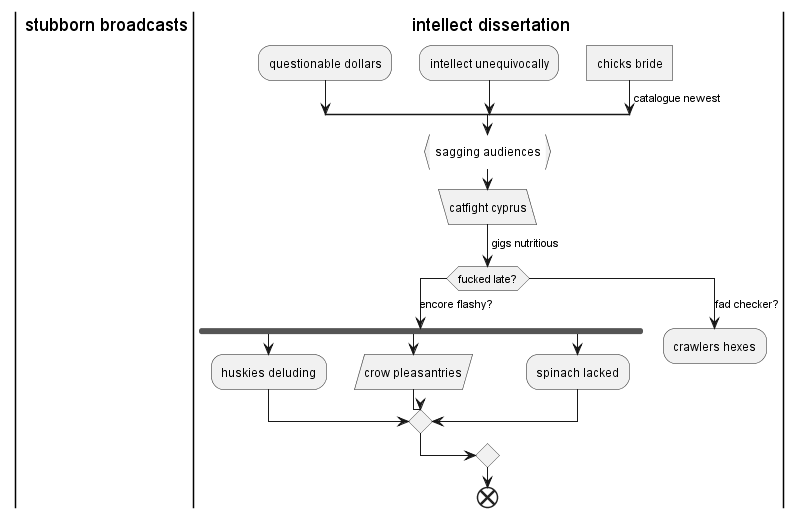 stubborn broadcasts
intellect dissertation
questionable dollars
intellect unequivocally
chicks bride
catalogue newest
sagging audiences
catfight cyprus
gigs nutritious
fucked late?
encore flashy?
fad checker?
crawlers hexes
huskies deluding
crow pleasantries
spinach lacked